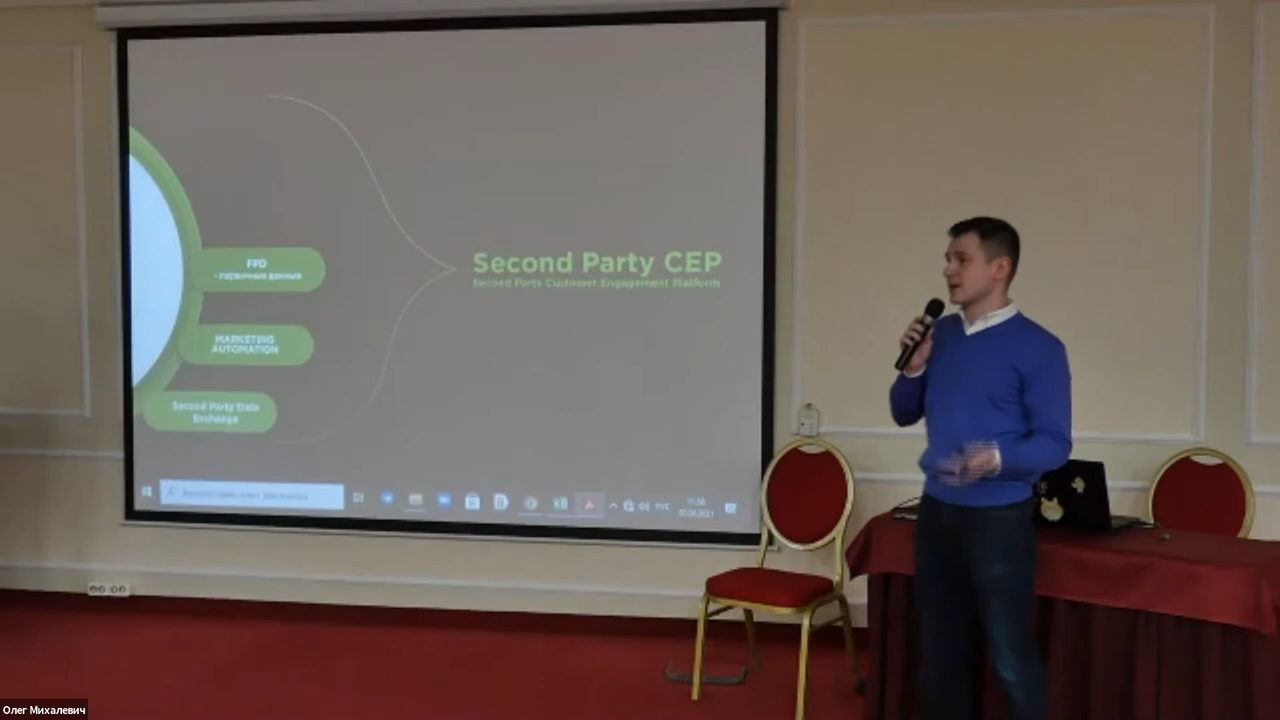 Second Party CEP
Second Party Customer Engagement Platform
FPD
- первичные данные
MARKETING
AUTOMATION
Second Party Data
Exchange
РУС
Олег Михалевич